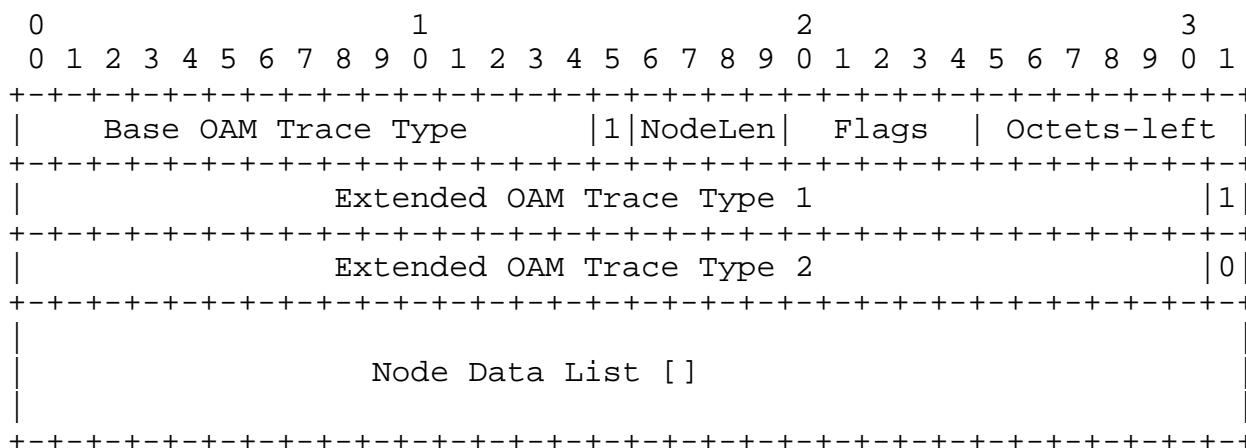 0                   1                   2                   3
 0 1 2 3 4 5 6 7 8 9 0 1 2 3 4 5 6 7 8 9 0 1 2 3 4 5 6 7 8 9 0 1
+-+-+-+-+-+-+-+-+-+-+-+-+-+-+-+-+-+-+-+-+-+-+-+-+-+-+-+-+-+-+-+-+
|    Base OAM Trace Type      |1|NodeLen|  Flags  | Octets-left |
+-+-+-+-+-+-+-+-+-+-+-+-+-+-+-+-+-+-+-+-+-+-+-+-+-+-+-+-+-+-+-+-+
|                Extended OAM Trace Type 1                    |1|
+-+-+-+-+-+-+-+-+-+-+-+-+-+-+-+-+-+-+-+-+-+-+-+-+-+-+-+-+-+-+-+-+
|                Extended OAM Trace Type 2                    |0|
+-+-+-+-+-+-+-+-+-+-+-+-+-+-+-+-+-+-+-+-+-+-+-+-+-+-+-+-+-+-+-+-+
|                                                               |
|                  Node Data List []                            |
|                                                               |
+-+-+-+-+-+-+-+-+-+-+-+-+-+-+-+-+-+-+-+-+-+-+-+-+-+-+-+-+-+-+-+-+